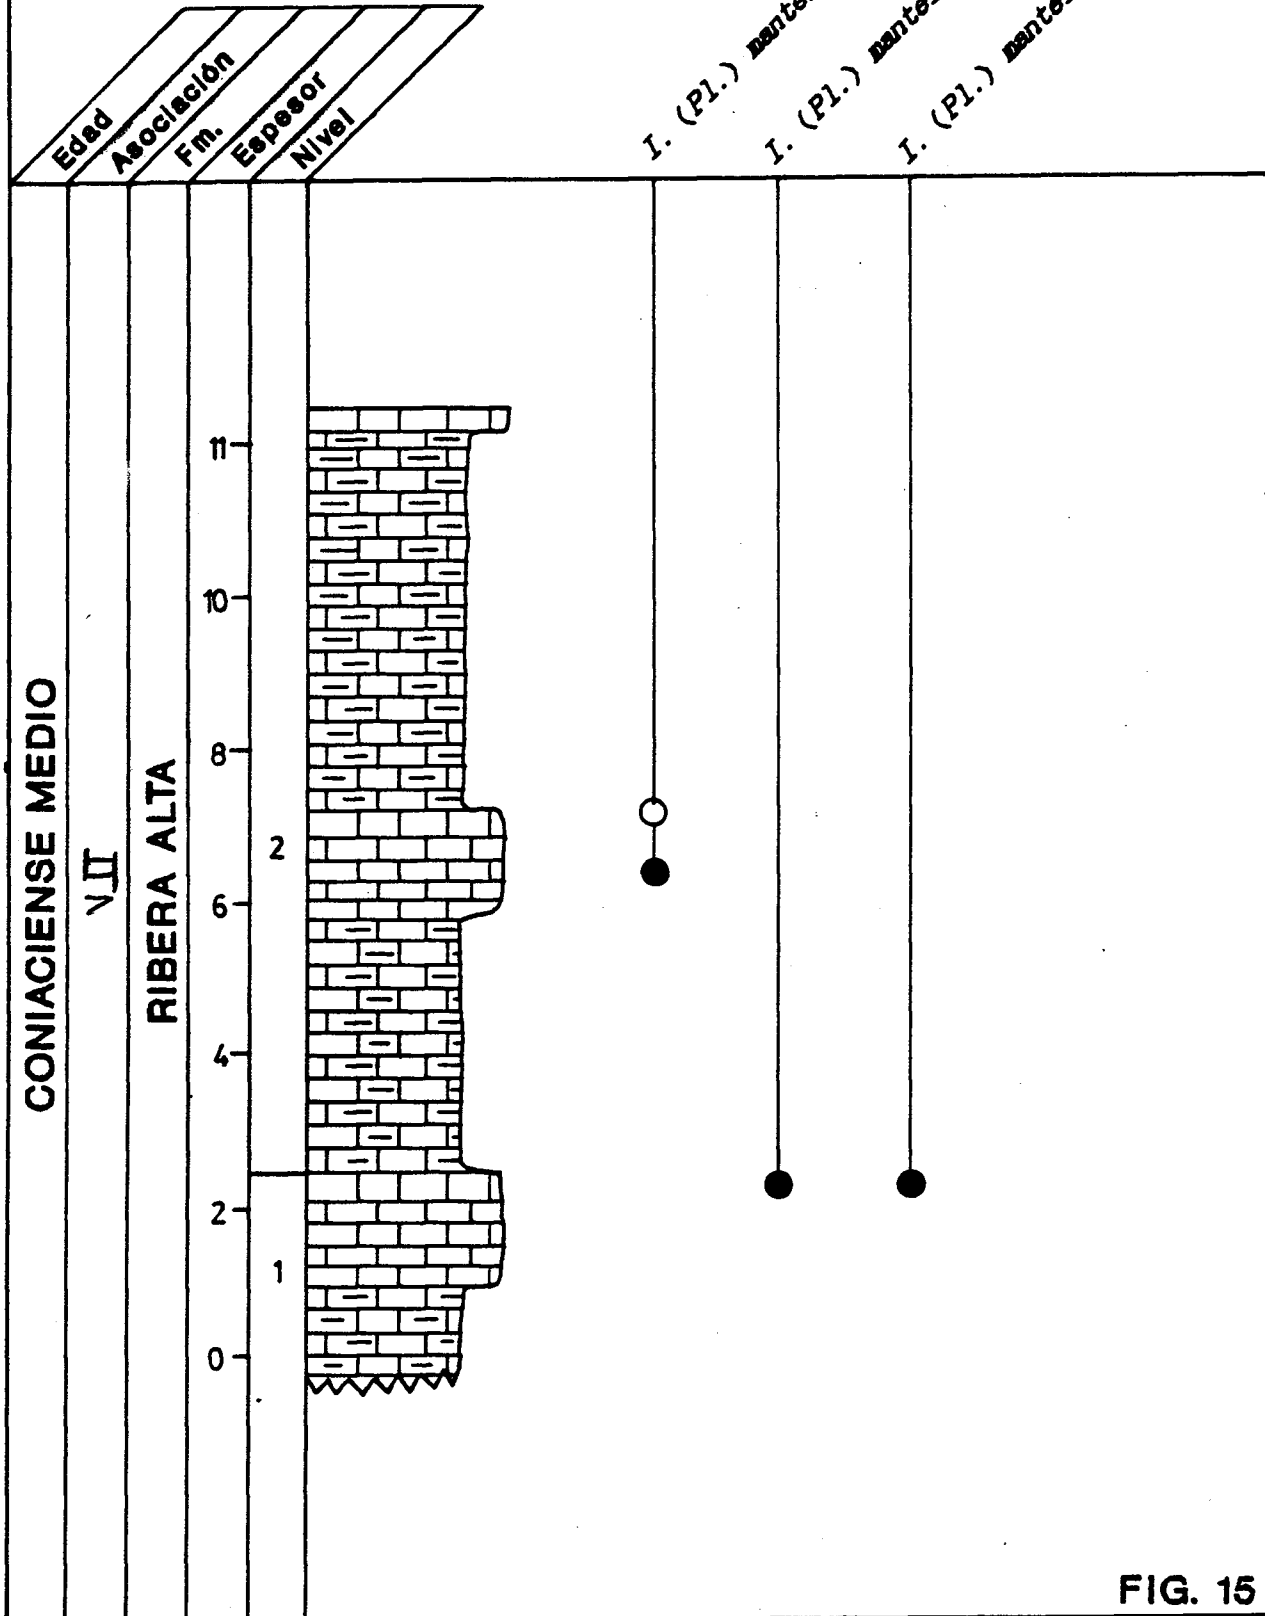 Edad
Asociación
Fm.
Espesor
Nivel
I. (Pl.)
I. (Pl.)
I. (Pl.)
CONIACIENSE MEDIO
VII
RIBERA ALTA
11
10
8
6
4
2
0
2
1
FIG. 15